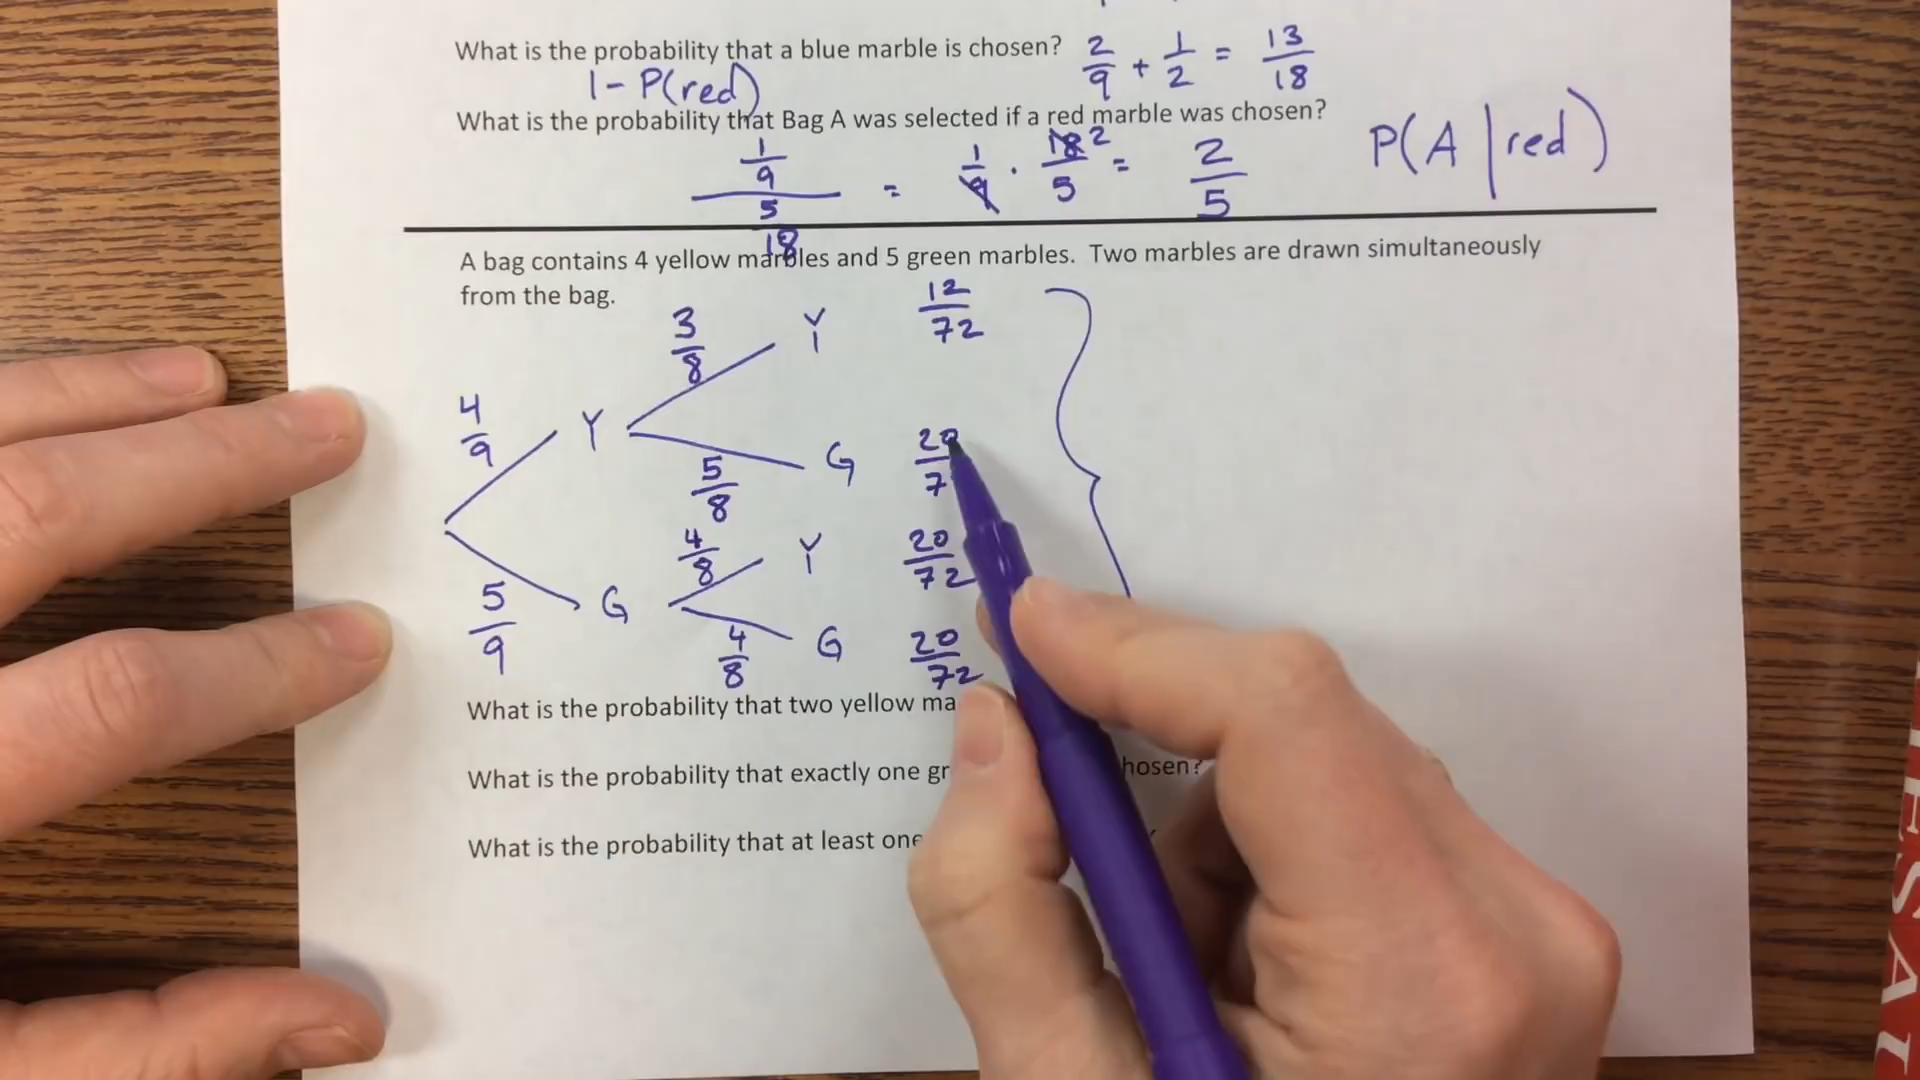 What is the probability that a blue marble is chosen? 2/9 + 1/2 = 13/18
1 - P(red)
What is the probability that Bag A was selected if a red marble was chosen? P(A | red)
1/9 / 5/18 = 1/9 · 18/5 2 = 2/5
A bag contains 4 yellow marbles and 5 green marbles. Two marbles are drawn simultaneously
from the bag.
3/8 Y 12/72
4/9 Y
5/8 G 20/7
4/8 Y 20/72
5/9 G
4/8 G 20/72
What is the probability that two yellow
What is the probability that exactly one
What is the probability that at least one